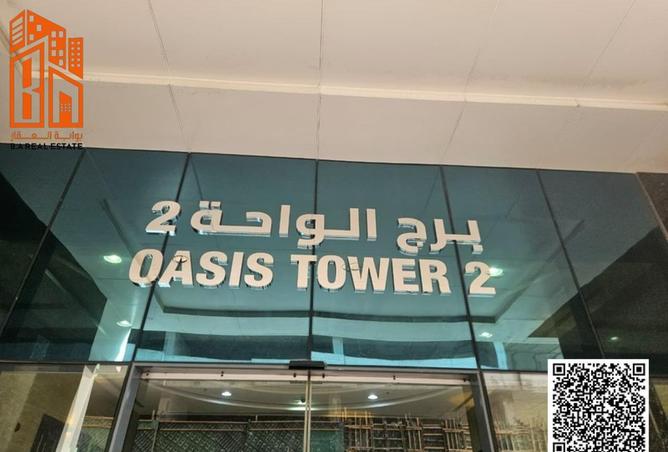 بوابة العقار
B.A REAL ESTATE
برج الواحة 2
OASIS TOWER 2